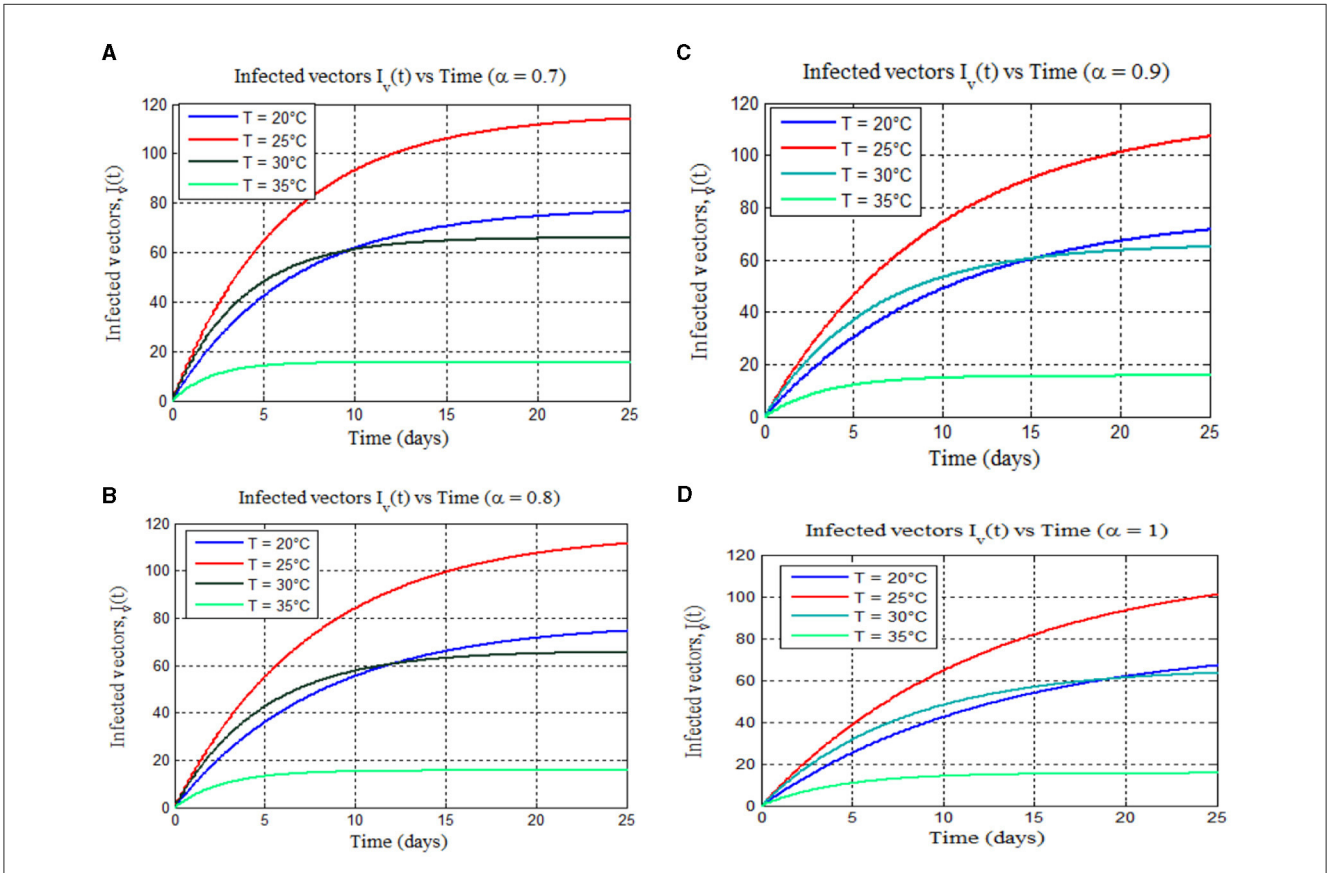 A
Infected vectors I_v(t) vs Time (α = 0.7)
120
100
80
60
40
20
0
Infected vectors, I_v(t)
T = 20°C
T = 25°C
T = 30°C
T = 35°C
0 5 10 15 20 25
Time (days)
B
Infected vectors I_v(t) vs Time (α = 0.8)
120
100
80
60
40
20
0
Infected vectors, I_v(t)
T = 20°C
T = 25°C
T = 30°C
T = 35°C
0 5 10 15 20 25
Time (days)
C
Infected vectors I_v(t) vs Time (α = 0.9)
120
100
80
60
40
20
0
Infected vectors, I_v(t)
T = 20°C
T = 25°C
T = 30°C
T = 35°C
0 5 10 15 20 25
Time (days)
D
Infected vectors I_v(t) vs Time (α = 1)
120
100
80
60
40
20
0
Infected vectors, I_v(t)
T = 20°C
T = 25°C
T = 30°C
T = 35°C
0 5 10 15 20 25
Time (days)